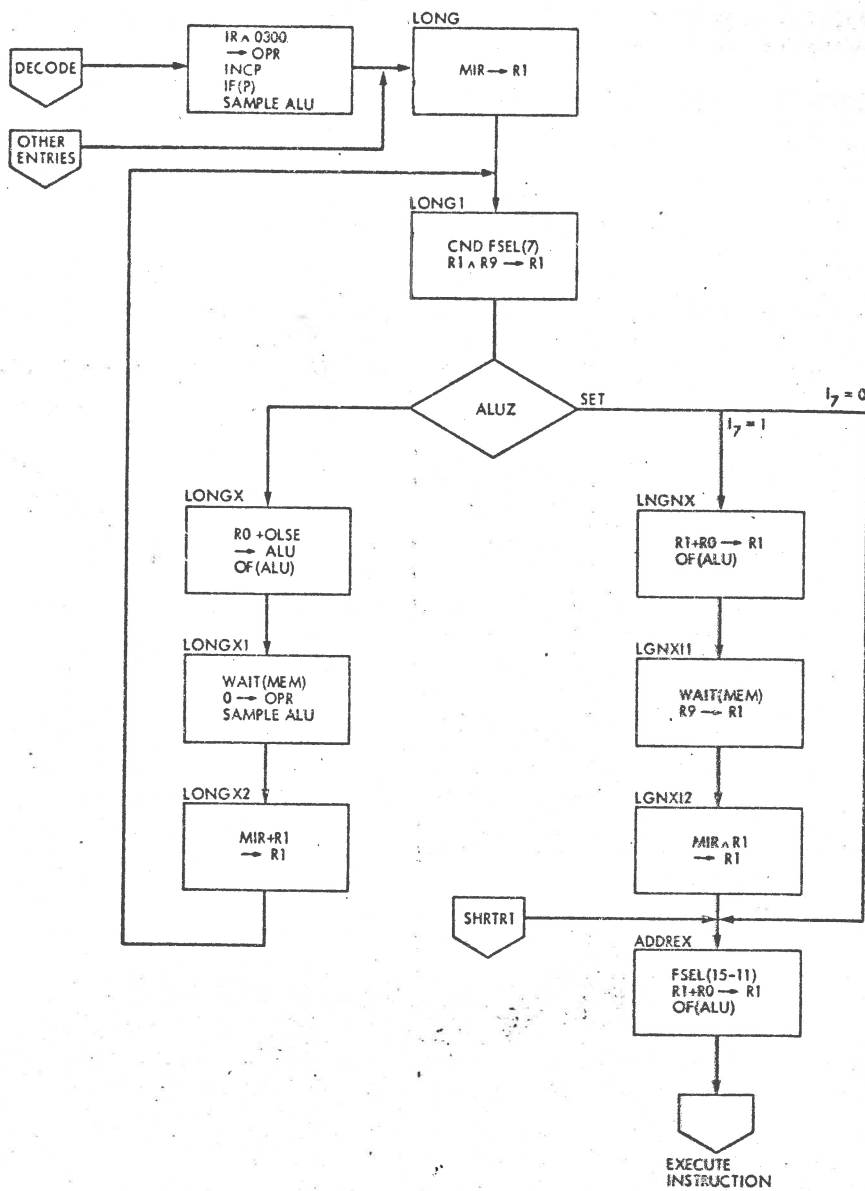 DECODE
IR ∧ 0300
→ OPR
INCP
IF(P)
SAMPLE ALU
LONG
MIR → R1
OTHER
ENTRIES
LONG1
CND FSEL(7)
R1 ∧ R9 → R1
ALUZ
SET
I7 = 0
I7 = 1
LONGX
R0 +OLSE
→ ALU
OF(ALU)
LNGNX
R1+R0 → R1
OF(ALU)
LONGX1
WAIT(MEM)
0 → OPR
SAMPLE ALU
LGNXI1
WAIT(MEM)
R9 → R1
LONGX2
MIR+R1
→ R1
LGNXI2
MIR ∧ R1
→ R1
SHRTR1
ADDREX
FSEL(15-11)
R1+R0 → R1
OF(ALU)
EXECUTE
INSTRUCTION